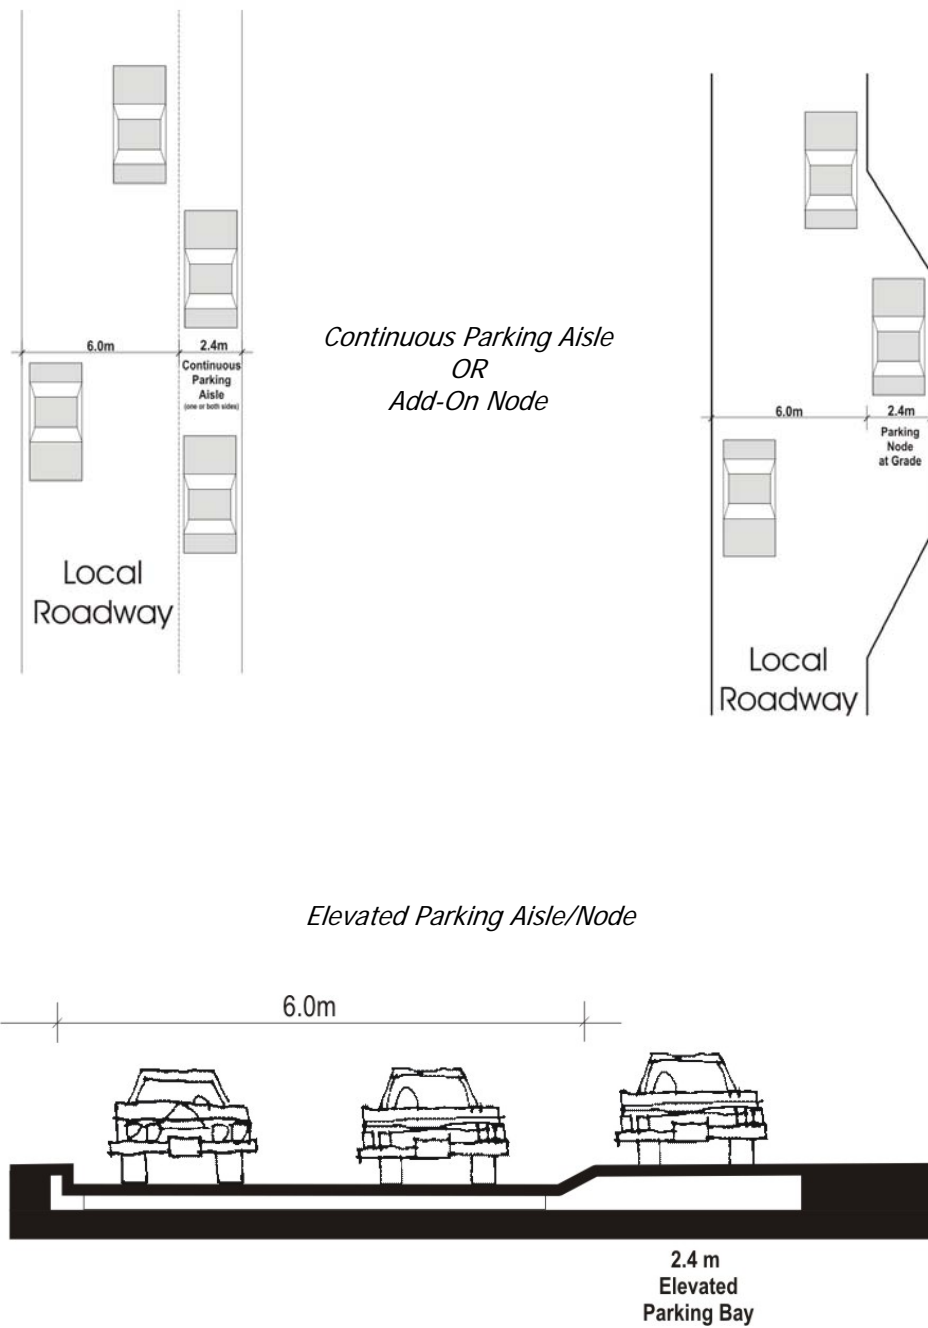 6.0m
2.4m
Continuous
Parking
Aisle
(one or both sides)
Local
Roadway
Continuous Parking Aisle
OR
Add-On Node
6.0m
2.4m
Parking
Node
at Grade
Local
Roadway
Elevated Parking Aisle/Node
6.0m
2.4 m
Elevated
Parking Bay